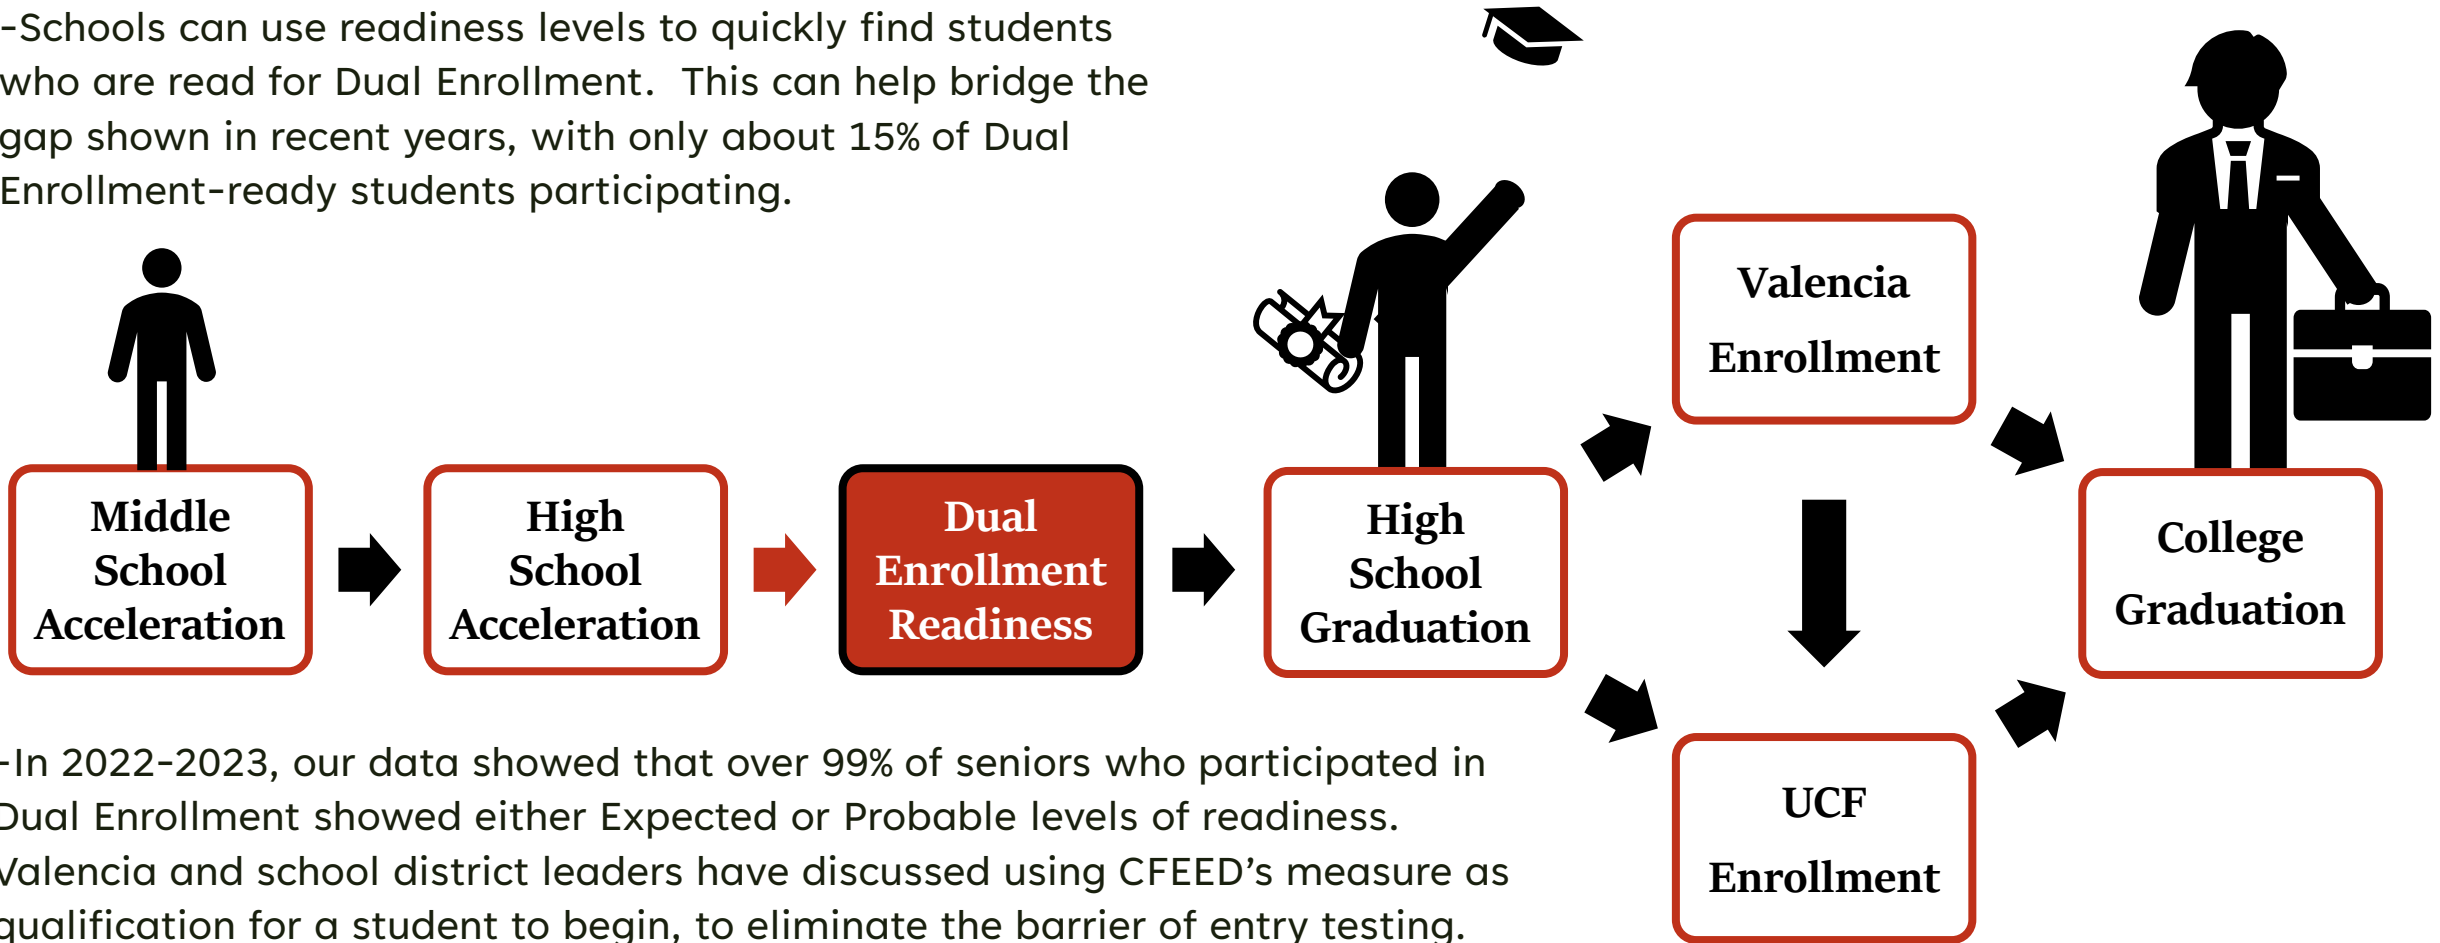 -Schools can use readiness levels to quickly find students
who are read for Dual Enrollment.  This can help bridge the
gap shown in recent years, with only about 15% of Dual
Enrollment-ready students participating.
Middle
School
Acceleration
High
School
Acceleration
Dual
Enrollment
Readiness
High
School
Graduation
Valencia
Enrollment
UCF
Enrollment
College
Graduation
-In 2022-2023, our data showed that over 99% of seniors who participated in
Dual Enrollment showed either Expected or Probable levels of readiness.
Valencia and school district leaders have discussed using CFEED’s measure as
qualification for a student to begin, to eliminate the barrier of entry testing.